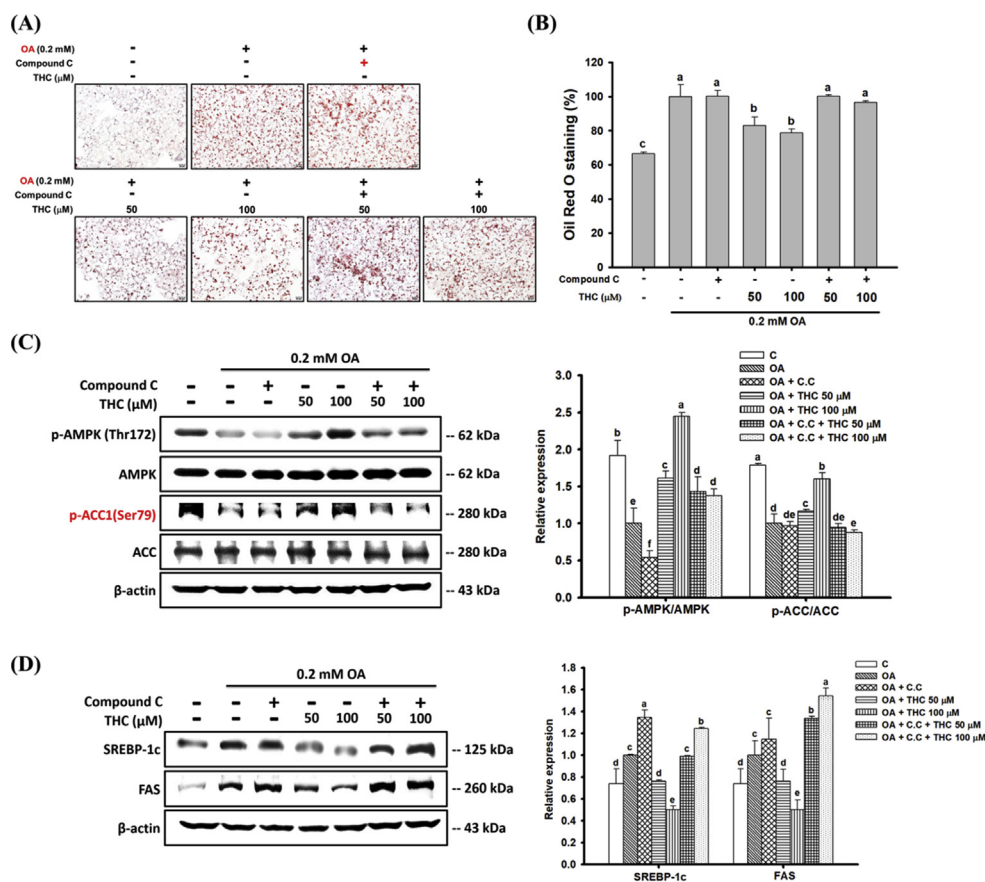 (A)
OA (0.2 mM) - + +
Compound C - - +
THC (μM) - - -
OA (0.2 mM) + + + +
Compound C - - + +
THC (μM) 50 100 50 100
(B)
Oil Red O staining (%)
120
100
80
60
40
20
0
c a a b b a a
Compound C - - + - - + +
THC (μM) - - - 50 100 50 100
0.2 mM OA
(C)
0.2 mM OA
Compound C - - + - - + +
THC (μM) - - - 50 100 50 100
p-AMPK (Thr172) -- 62 kDa
AMPK -- 62 kDa
p-ACC1(Ser79) -- 280 kDa
ACC -- 280 kDa
β-actin -- 43 kDa
C
OA
OA + C.C
OA + THC 50 μM
OA + THC 100 μM
OA + C.C + THC 50 μM
OA + C.C + THC 100 μM
Relative expression
3.0
2.5
2.0
1.5
1.0
0.5
0.0
b e f c a d d
a d de c b de e
p-AMPK/AMPK p-ACC/ACC
(D)
0.2 mM OA
Compound C - - + - - + +
THC (μM) - - - 50 100 50 100
SREBP-1c -- 125 kDa
FAS -- 260 kDa
β-actin -- 43 kDa
Relative expression
1.8
1.6
1.4
1.2
1.0
0.8
0.6
0.4
0.2
0.0
d c a d e c b
d c c d e b a
SREBP-1c FAS
C
OA
OA + C.C
OA + THC 50 μM
OA + THC 100 μM
OA + C.C + THC 50 μM
OA + C.C + THC 100 μM